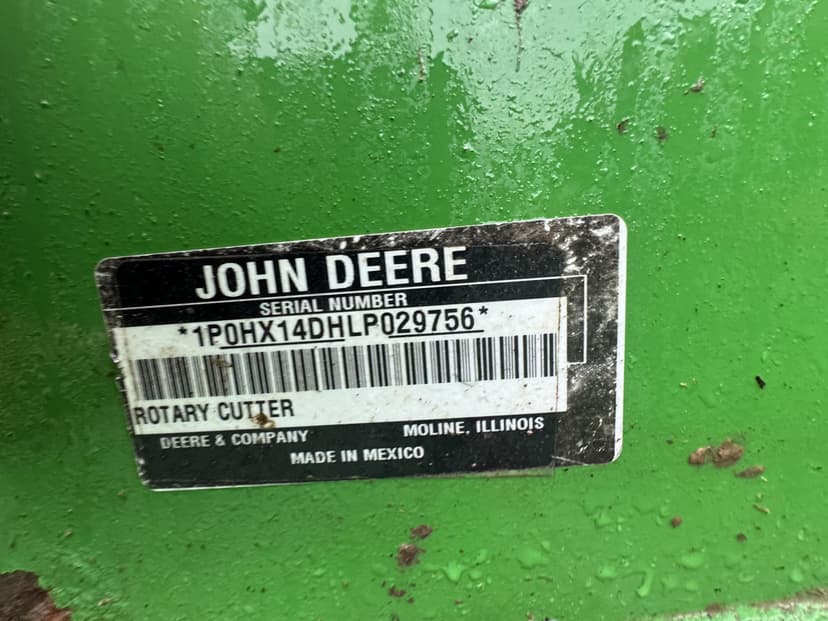 JOHN DEERE
SERIAL NUMBER
*1P0HX14DHLP029756*
ROTARY CUTTER
DEERE & COMPANY MOLINE, ILLINOIS
MADE IN MEXICO